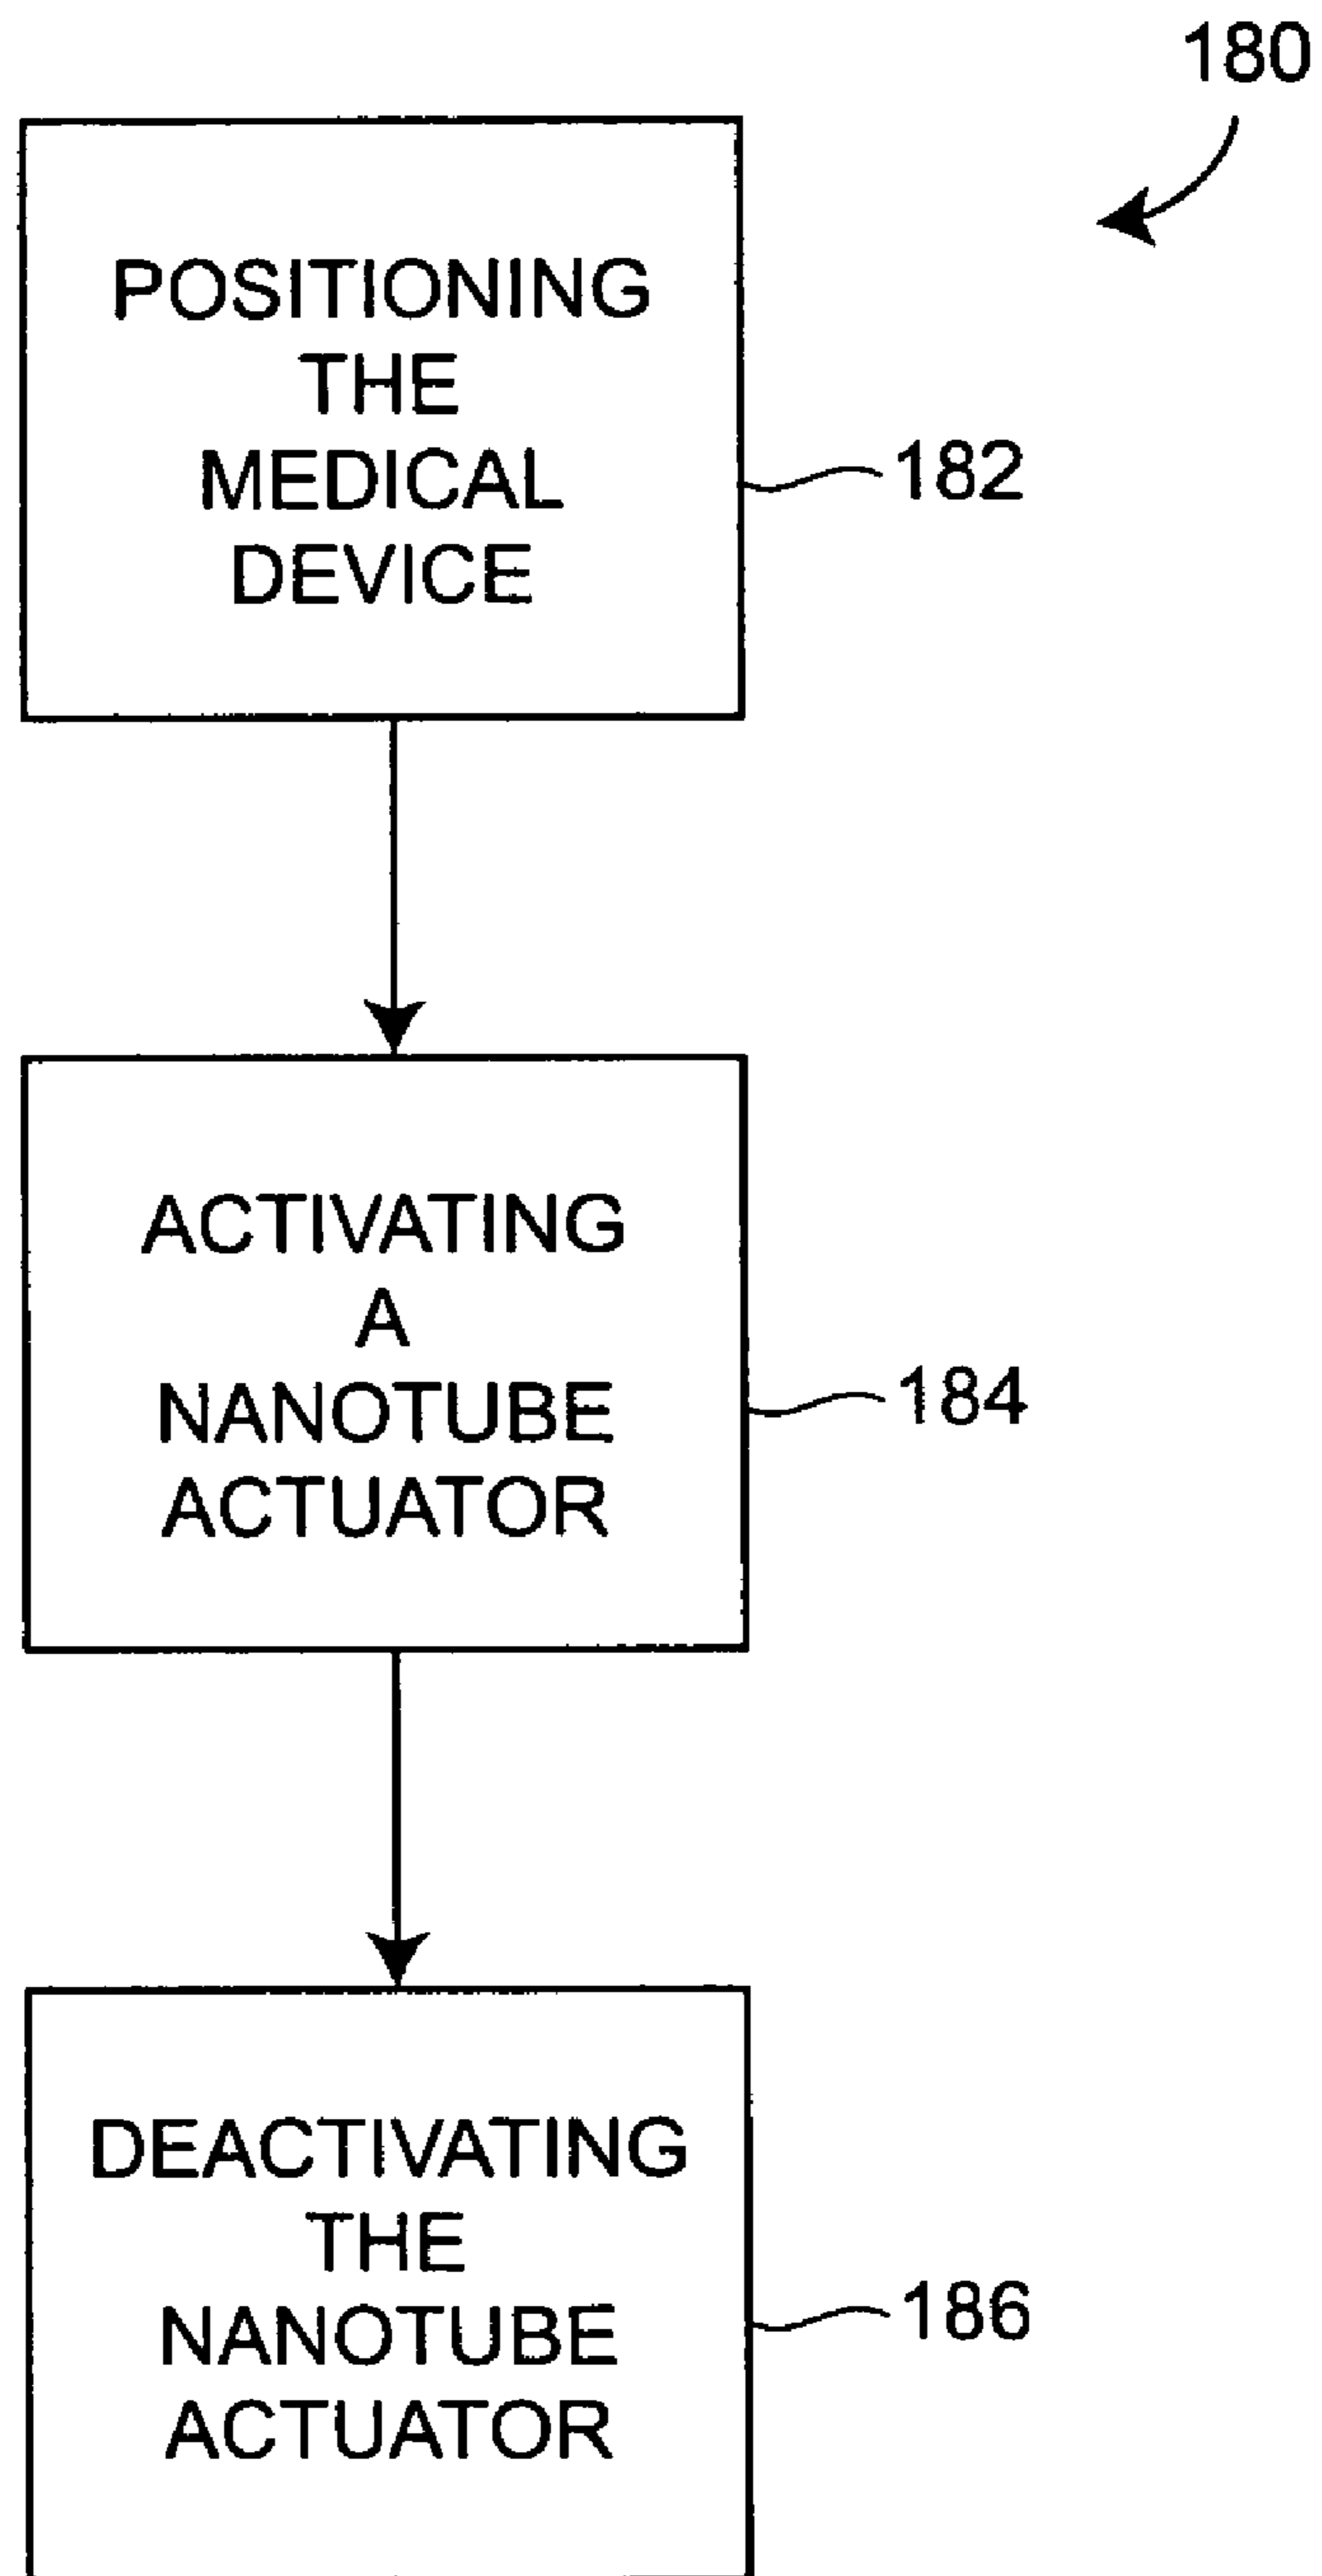 180
POSITIONING
THE
MEDICAL
DEVICE
182
ACTIVATING
A
NANOTUBE
ACTUATOR
184
DEACTIVATING
THE
NANOTUBE
ACTUATOR
186